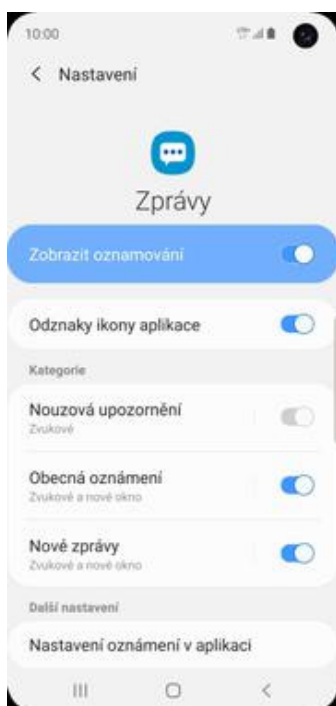 10:00
Nastavení
Zprávy
Zobrazit oznamování
Odznaky ikony aplikace
Kategorie
Nouzová upozornění
Zvukové
Obecná oznámení
Zvukové a nové okno
Nové zprávy
Zvukové a nové okno
Další nastavení
Nastavení oznámení v aplikaci